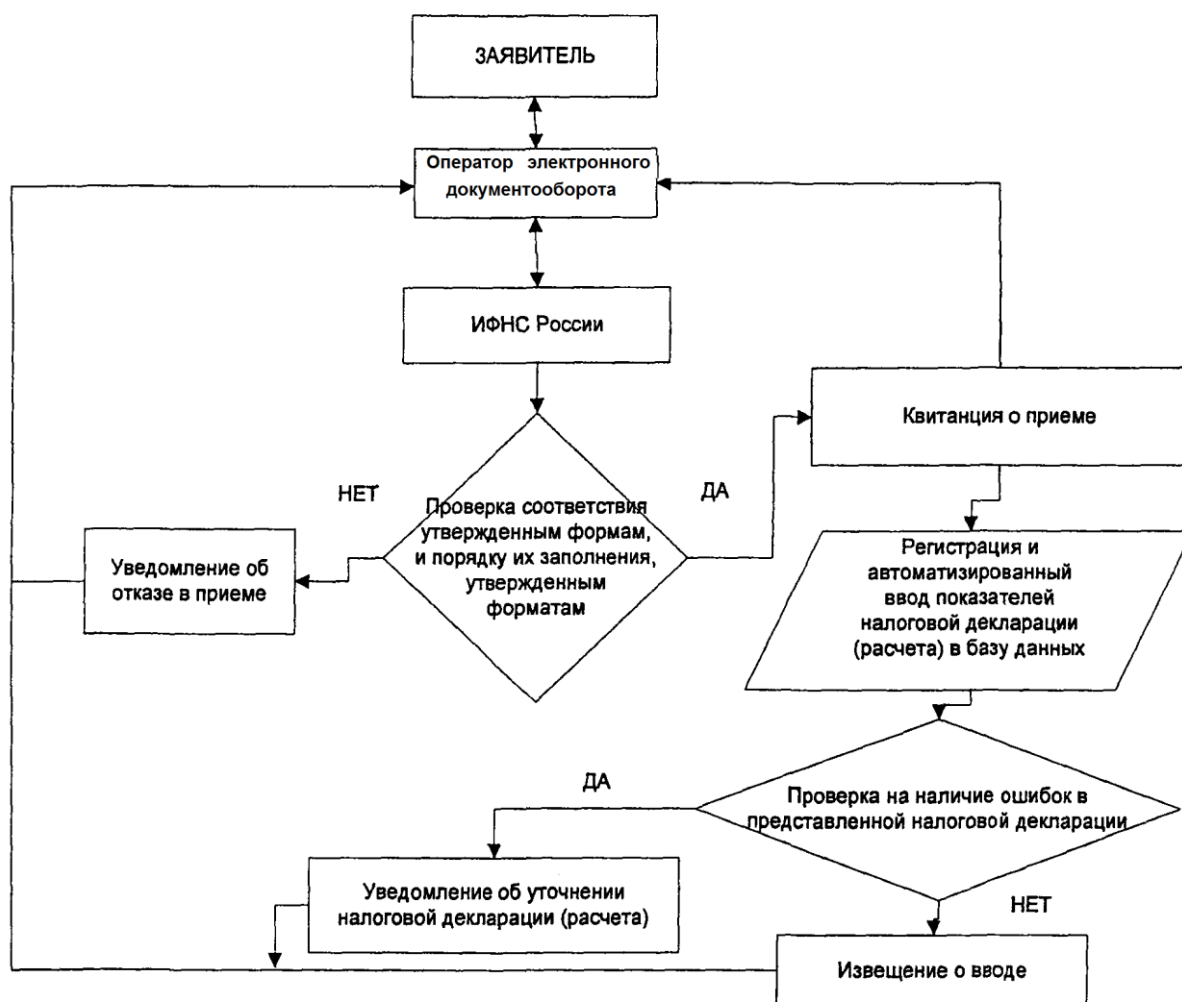 ЗАЯВИТЕЛЬ
Оператор электронного
документооборота
ИФНС России
Квитанция о приеме
НЕТ
ДА
Проверка соответствия
утвержденным формам,
и порядку их заполнения,
утвержденным
форматам
Уведомление об
отказе в приеме
Регистрация и
автоматизированный
ввод показателей
налоговой декларации
(расчета) в базу данных
ДА
Проверка на наличие ошибок в
представленной налоговой декларации
Уведомление об уточнении
налоговой декларации (расчета)
НЕТ
Извещение о вводе